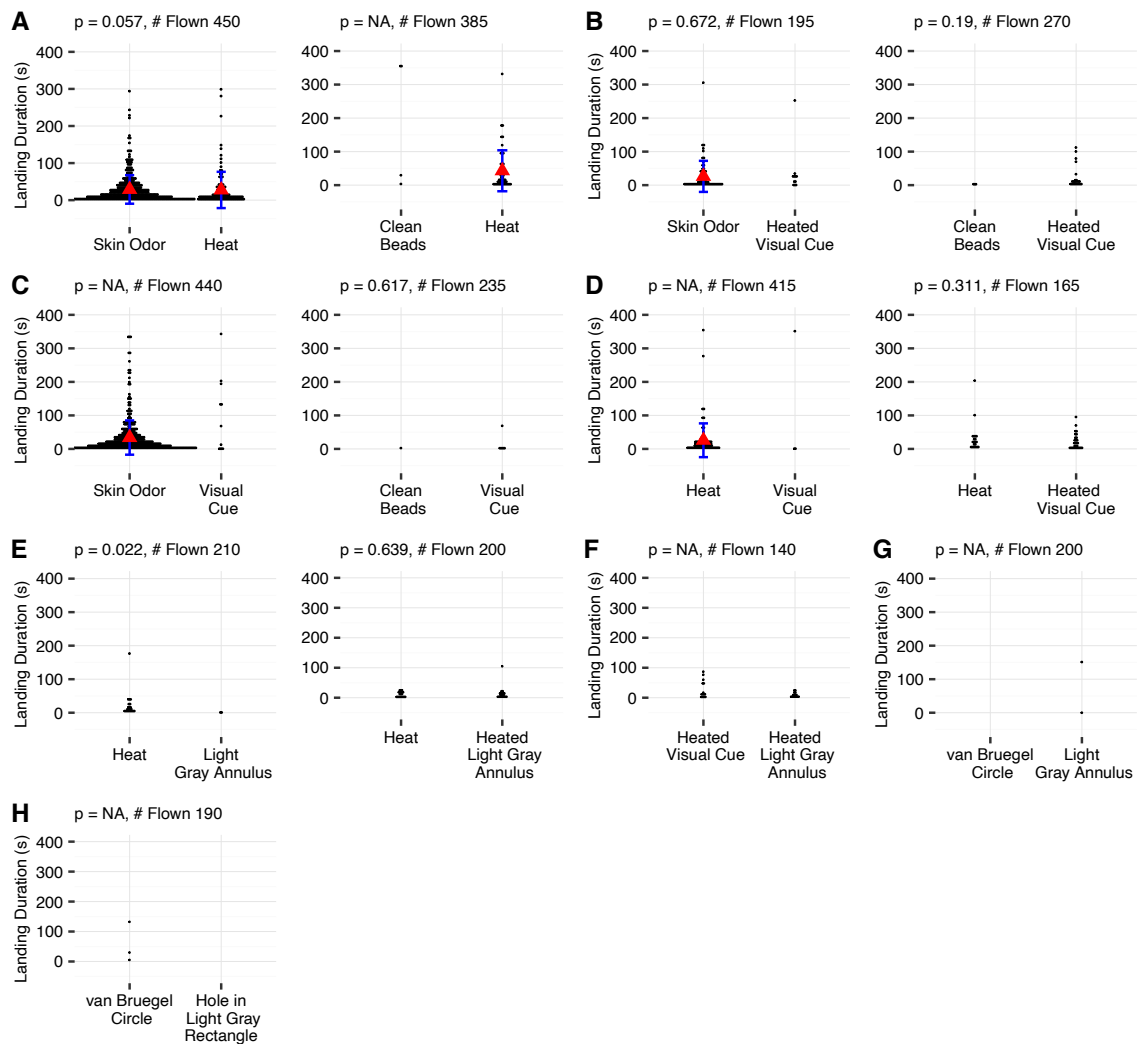 A
p = 0.057, # Flown 450
Landing Duration (s)
400
300
200
100
0
Skin Odor
Heat
p = NA, # Flown 385
400
300
200
100
0
Clean
Beads
Heat
B
p = 0.672, # Flown 195
Landing Duration (s)
400
300
200
100
0
Skin Odor
Heated
Visual Cue
p = 0.19, # Flown 270
400
300
200
100
0
Clean
Beads
Heated
Visual Cue
C
p = NA, # Flown 440
Landing Duration (s)
400
300
200
100
0
Skin Odor
Visual
Cue
p = 0.617, # Flown 235
400
300
200
100
0
Clean
Beads
Visual
Cue
D
p = NA, # Flown 415
Landing Duration (s)
400
300
200
100
0
Heat
Visual
Cue
p = 0.311, # Flown 165
400
300
200
100
0
Heat
Heated
Visual Cue
E
p = 0.022, # Flown 210
Landing Duration (s)
400
300
200
100
0
Heat
Light
Gray Annulus
p = 0.639, # Flown 200
400
300
200
100
0
Heat
Heated
Light Gray
Annulus
F
p = NA, # Flown 140
Landing Duration (s)
400
300
200
100
0
Heated
Visual Cue
Heated
Light Gray
Annulus
G
p = NA, # Flown 200
Landing Duration (s)
400
300
200
100
0
van Bruegel
Circle
Light
Gray Annulus
H
p = NA, # Flown 190
Landing Duration (s)
400
300
200
100
0
van Bruegel
Circle
Hole in
Light Gray
Rectangle